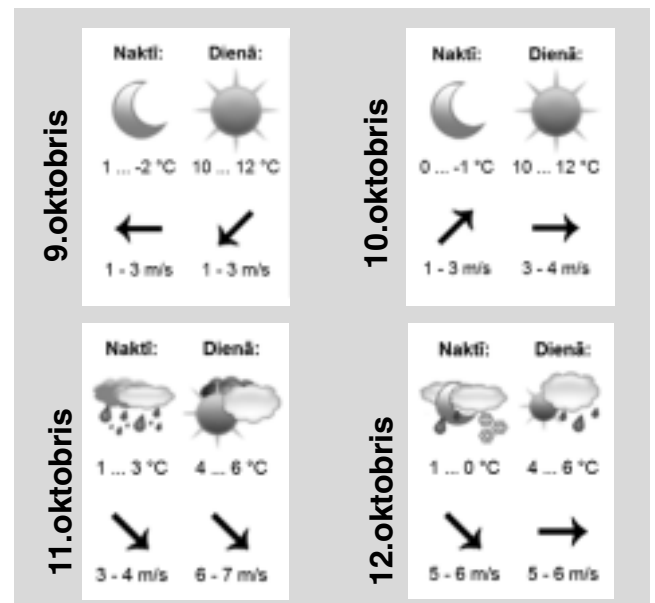 9.oktobris
Naktī: Dienā:
1 ... -2 °C 10 ... 12 °C
1 - 3 m/s 1 - 3 m/s
10.oktobris
Naktī: Dienā:
0 ... -1 °C 10 ... 12 °C
1 - 3 m/s 3 - 4 m/s
11.oktobris
Naktī: Dienā:
1 ... 3 °C 4 ... 6 °C
3 - 4 m/s 6 - 7 m/s
12.oktobris
Naktī: Dienā:
1 ... 0 °C 4 ... 6 °C
5 - 6 m/s 5 - 6 m/s